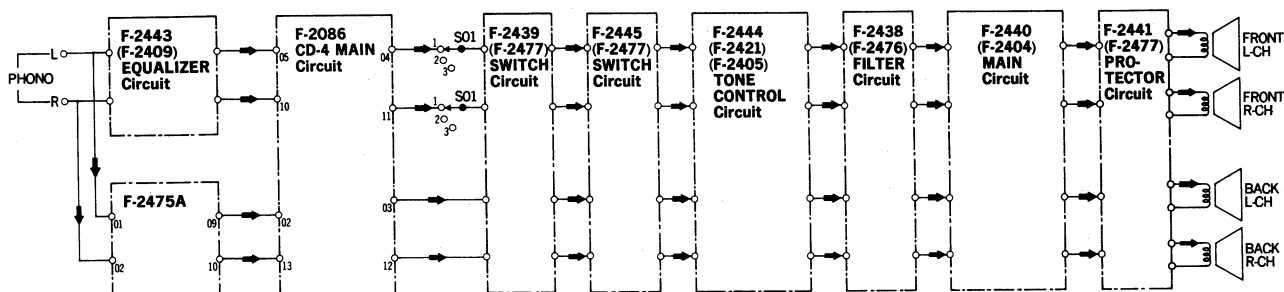 F-2443
(F-2409)
EQUALIZER
Circuit
F-2086
CD-4 MAIN
Circuit
F-2439
(F-2477)
SWITCH
Circuit
F-2445
(F-2477)
SWITCH
Circuit
F-2444
(F-2421)
(F-2405)
TONE
CONTROL
Circuit
F-2438
(F-2476)
FILTER
Circuit
F-2440
(F-2404)
MAIN
Circuit
F-2441
(F-2477)
PRO-
TECTOR
Circuit
PHONO
L
R
05
10
04
11
1
2
3
S01
1
2
3
S01
FRONT
L-CH
FRONT
R-CH
F-2475A
01
02
09
10
02
13
03
12
BACK
L-CH
BACK
R-CH